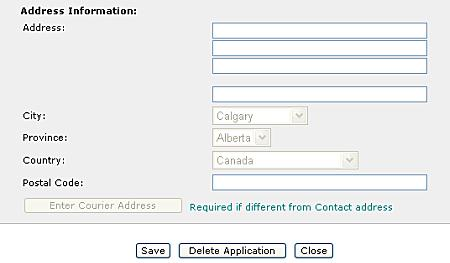 Address Information:
Address:
City: Calgary
Province: Alberta
Country: Canada
Postal Code:
Enter Courier Address Required if different from Contact address
Save Delete Application Close